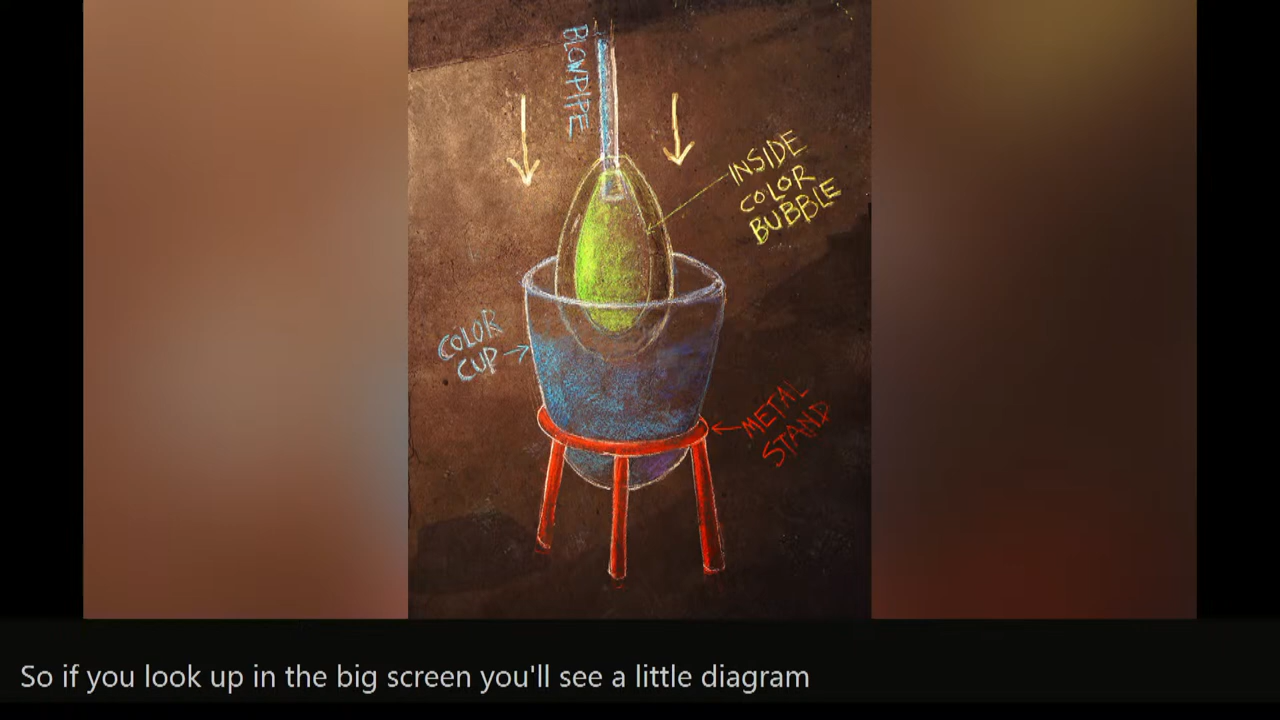 BLOWPIPE
INSIDE
COLOR
BUBBLE
COLOR
CUP
METAL
STAND
So if you look up in the big screen you'll see a little diagram